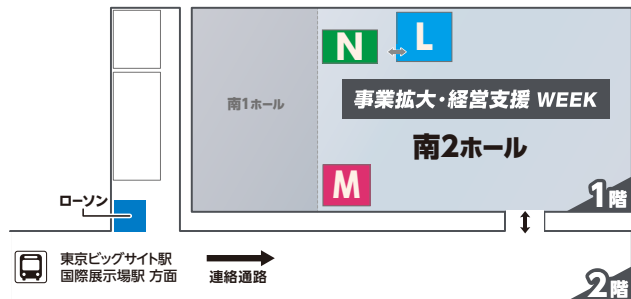 N
L
南1ホール
事業拡大・経営支援 WEEK
南2ホール
M
1階
ローソン
東京ビッグサイト駅
国際展示場駅 方面
連絡通路
2階